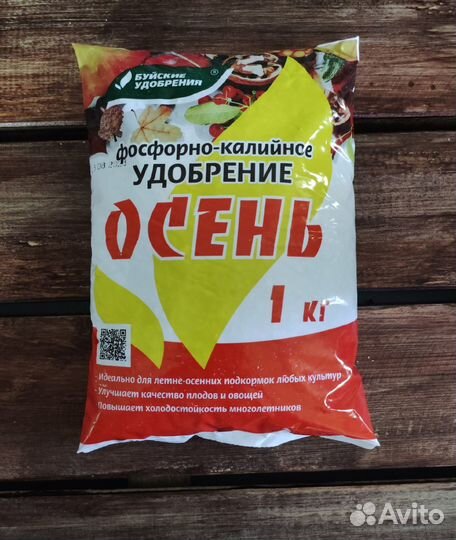 БУЙСКИЕ
УДОБРЕНИЯ ®
фосфорно-калийное
УДОБРЕНИЕ
ОСЕНЬ
1 кг
- Идеально для летне-осенних подкормок любых культур
- Улучшает качество плодов и овощей
- Повышает холодостойкость многолетников
Avito